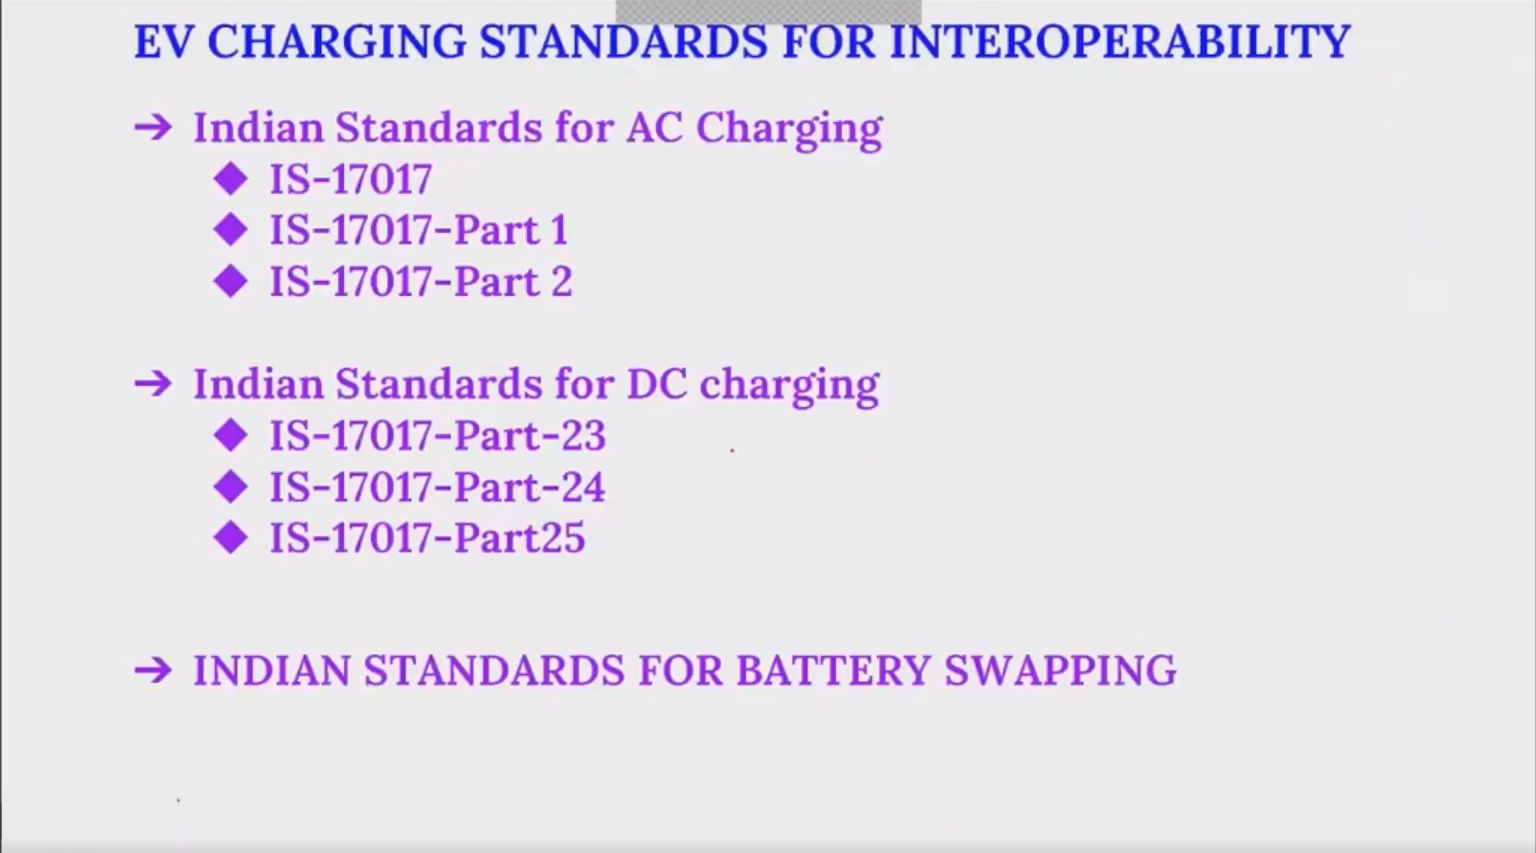 EV CHARGING STANDARDS FOR INTEROPERABILITY
➔ Indian Standards for AC Charging
◆ IS-17017
◆ IS-17017-Part 1
◆ IS-17017-Part 2
➔ Indian Standards for DC charging
◆ IS-17017-Part-23
◆ IS-17017-Part-24
◆ IS-17017-Part25
➔ INDIAN STANDARDS FOR BATTERY SWAPPING